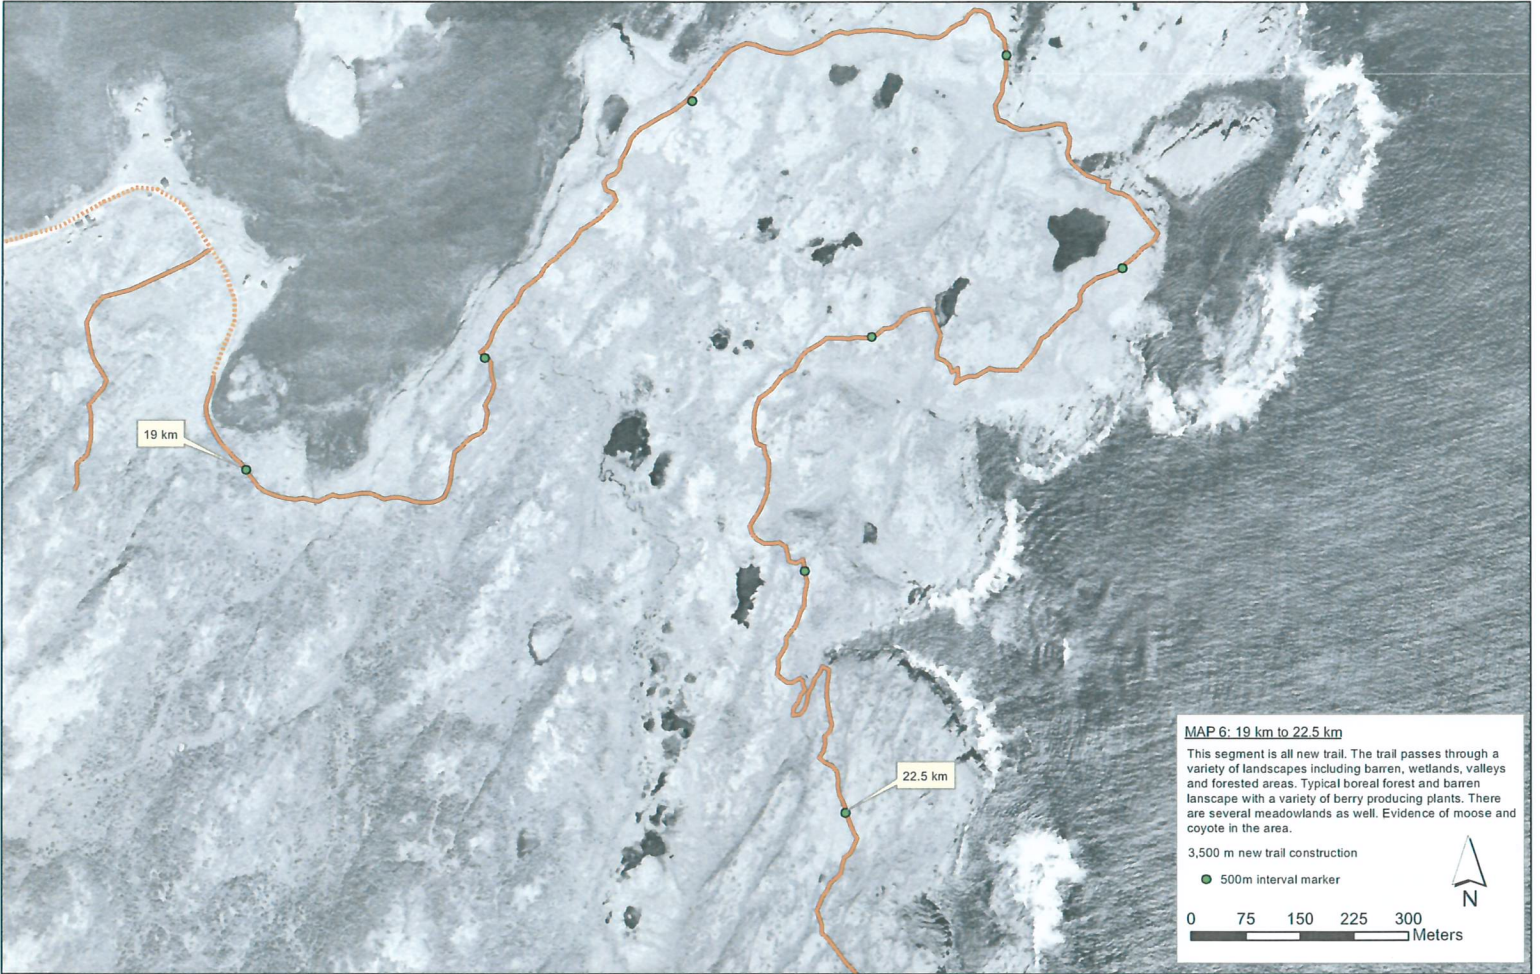 19 km
22.5 km
MAP 6: 19 km to 22.5 km
This segment is all new trail. The trail passes through a
variety of landscapes including barren, wetlands, valleys
and forested areas. Typical boreal forest and barren
lanscape with a variety of berry producing plants. There
are several meadowlands as well. Evidence of moose and
coyote in the area.
3,500 m new trail construction
500m interval marker
N
0 75 150 225 300
Meters